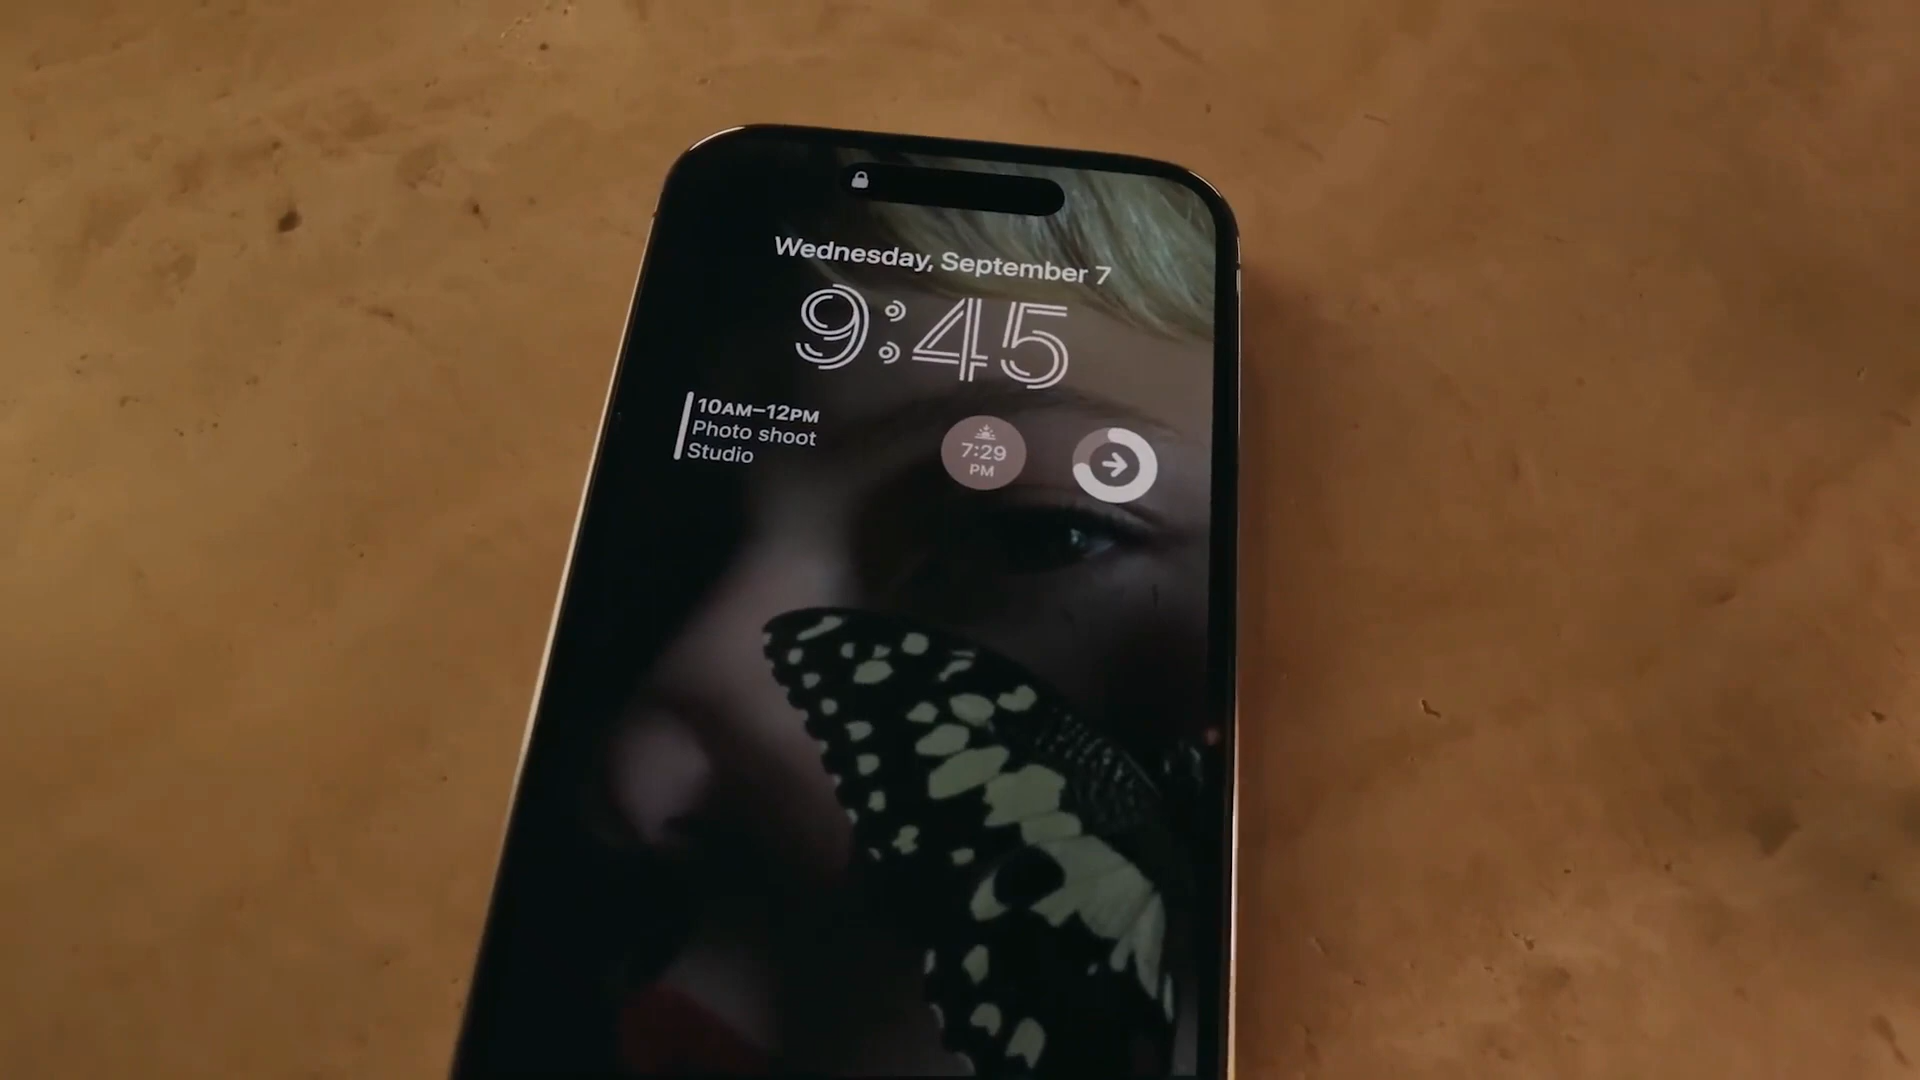 Wednesday, September 7
9:45
10AM–12PM
Photo shoot
Studio
7:29
PM